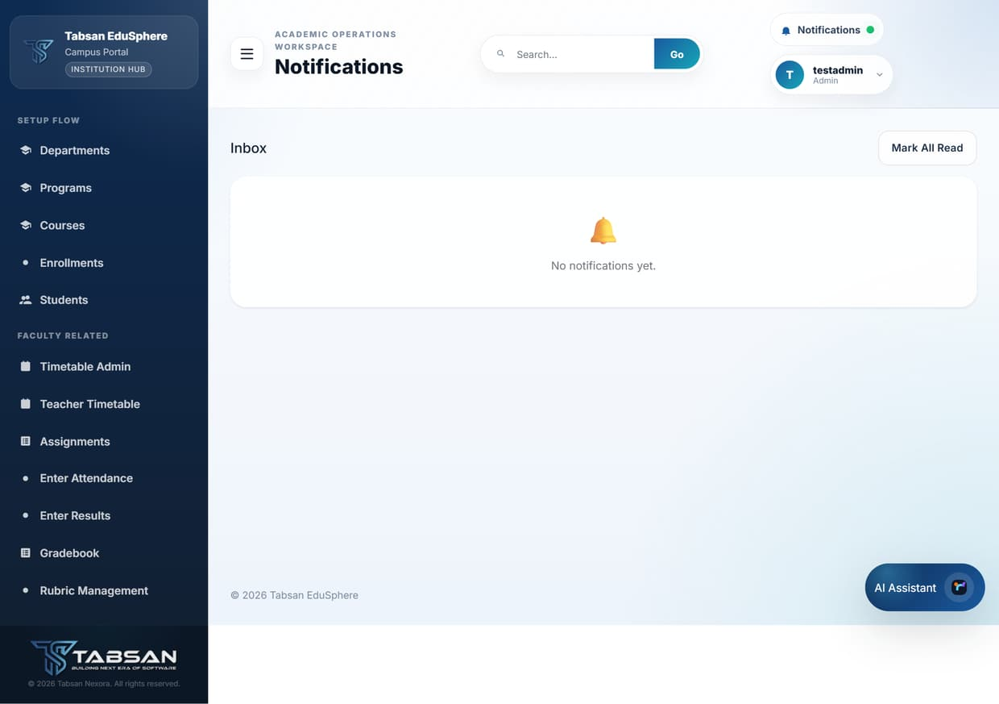 Tabsan EduSphere
Campus Portal
INSTITUTION HUB
SETUP FLOW
Departments
Programs
Courses
Enrollments
Students
FACULTY RELATED
Timetable Admin
Teacher Timetable
Assignments
Enter Attendance
Enter Results
Gradebook
Rubric Management
TABSAN
BUILDING NEXT ERA OF SOFTWARE
© 2026 Tabsan Nexora. All rights reserved.
ACADEMIC OPERATIONS
WORKSPACE
Notifications
Search...
Go
Notifications
T
testadmin
Admin
Inbox
Mark All Read
No notifications yet.
© 2026 Tabsan EduSphere
AI Assistant